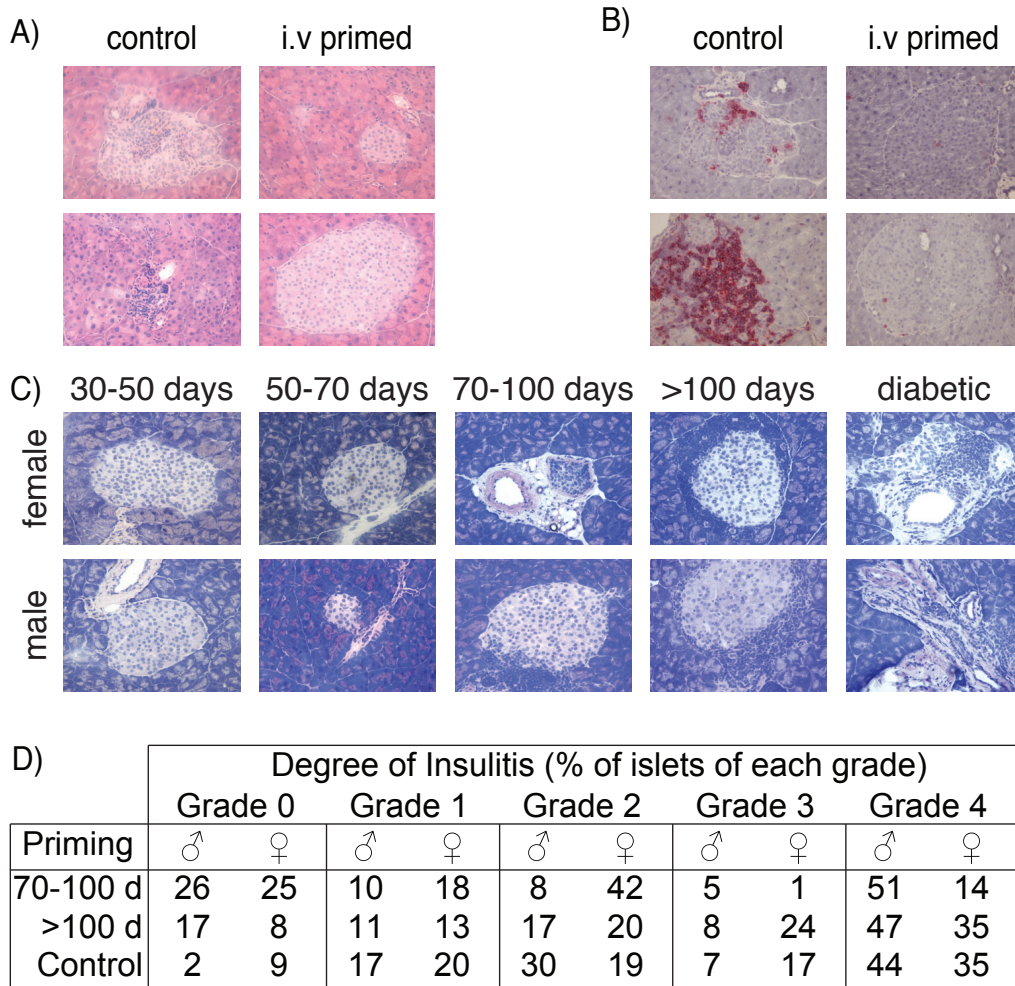 A)
control i.v primed
B)
control i.v primed
C) 30-50 days 50-70 days 70-100 days >100 days diabetic
female
male
D)
Degree of Insulitis (% of islets of each grade)
Grade 0 Grade 1 Grade 2 Grade 3 Grade 4
Priming ♂ ♀ ♂ ♀ ♂ ♀ ♂ ♀ ♂ ♀
70-100 d 26 25 10 18 8 42 5 1 51 14
>100 d 17 8 11 13 17 20 8 24 47 35
Control 2 9 17 20 30 19 7 17 44 35